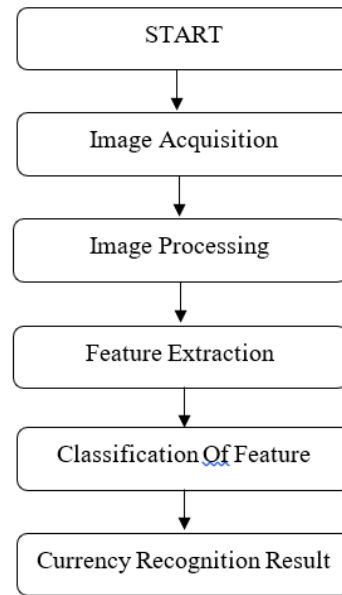 START
Image Acquisition
Image Processing
Feature Extraction
Classification Of Feature
Currency Recognition Result